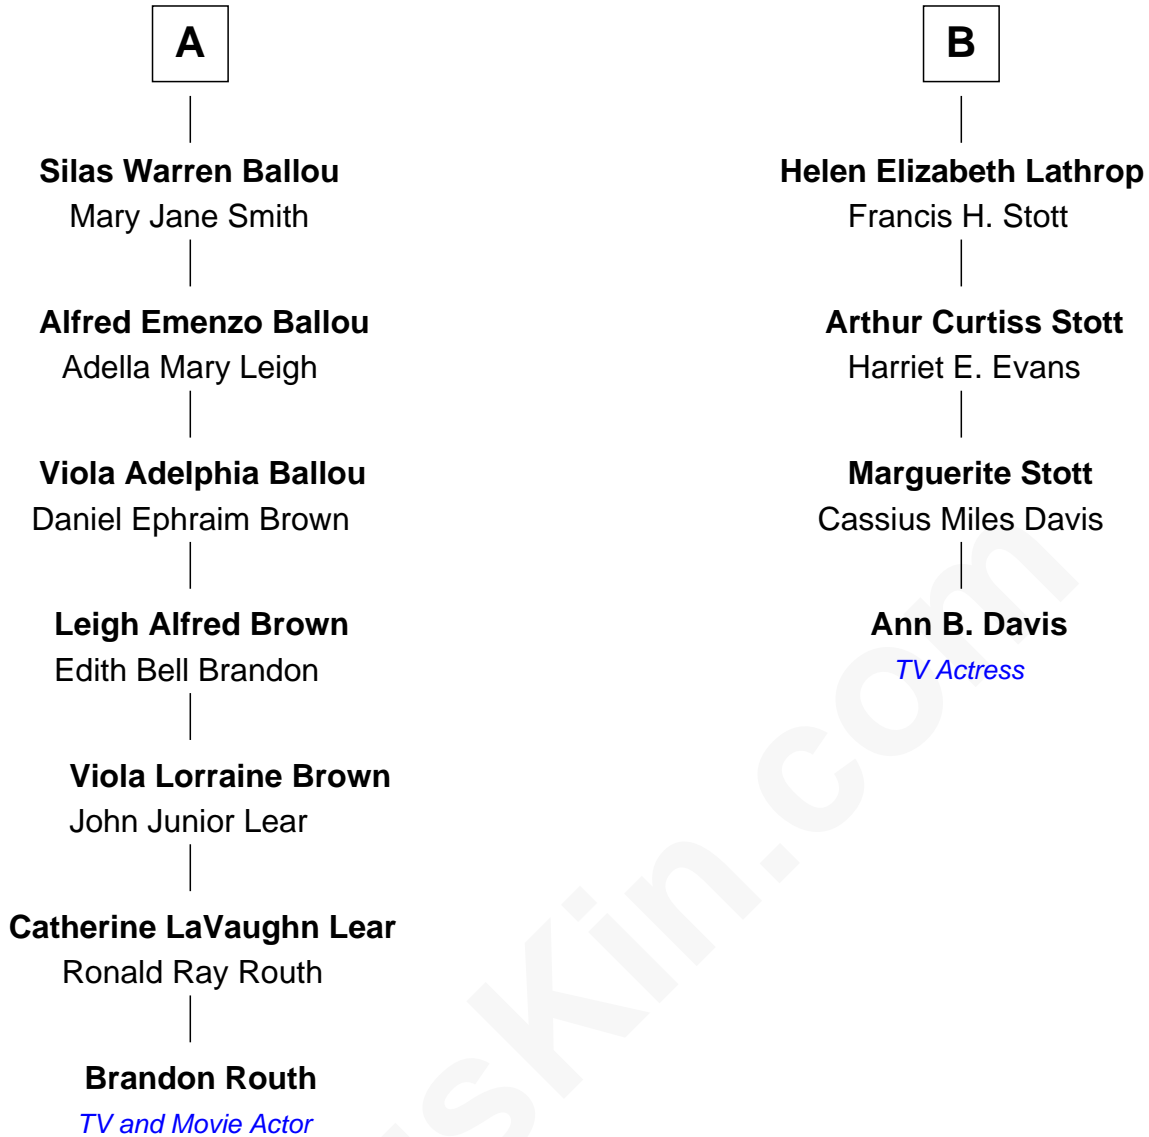 A
B
Silas Warren Ballou
Mary Jane Smith
Helen Elizabeth Lathrop
Francis H. Stott
Alfred Emenzo Ballou
Adella Mary Leigh
Arthur Curtiss Stott
Harriet E. Evans
Viola Adelphia Ballou
Daniel Ephraim Brown
Marguerite Stott
Cassius Miles Davis
Leigh Alfred Brown
Edith Bell Brandon
Ann B. Davis
TV Actress
Viola Lorraine Brown
John Junior Lear
Catherine LaVaughn Lear
Ronald Ray Routh
Brandon Routh
TV and Movie Actor
sKin.com